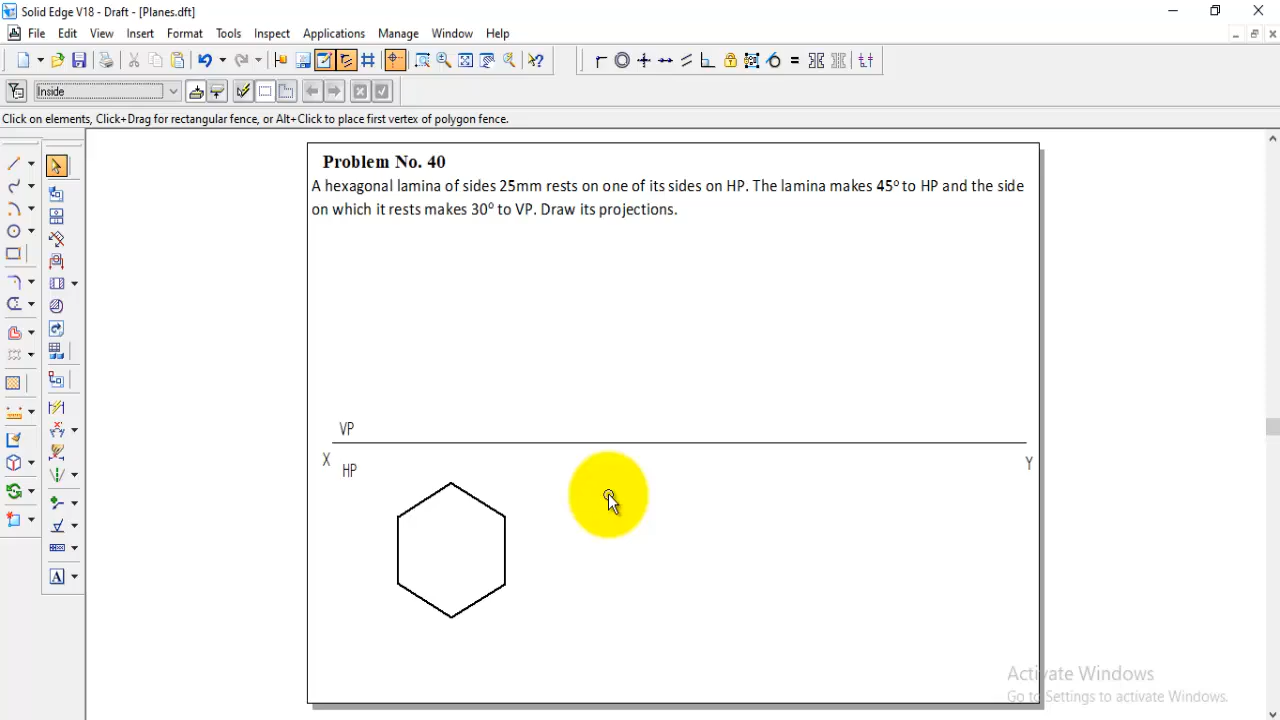 Solid Edge V18 - Draft - [Planes.dft]
File Edit View Insert Format Tools Inspect Applications Manage Window Help
Inside
Click on elements, Click+Drag for rectangular fence, or Alt+Click to place first vertex of polygon fence.
Problem No. 40
A hexagonal lamina of sides 25mm rests on one of its sides on HP. The lamina makes 45º to HP and the side
on which it rests makes 30º to VP. Draw its projections.
VP
X
Y
HP
A
Activate Windows
Go to Settings to activate Windows.